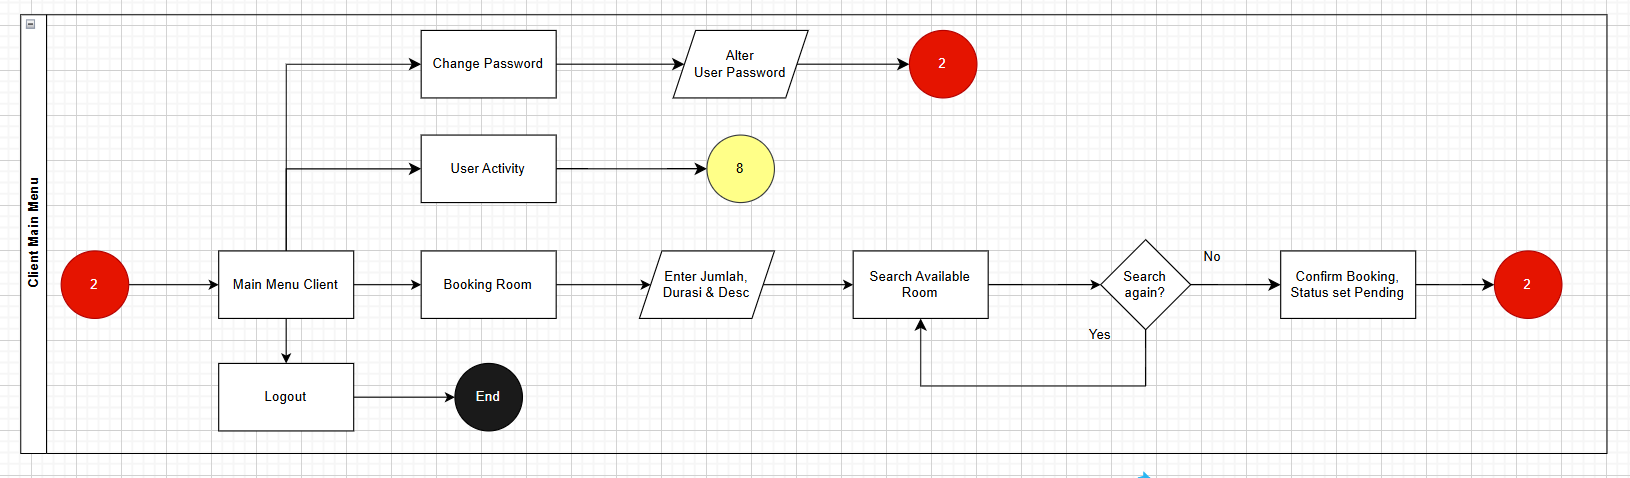 Client Main Menu
Change Password
Alter
User Password
2
User Activity
8
2
Main Menu Client
Booking Room
Enter Jumlah,
Durasi & Desc
Search Available
Room
Search
again?
No
Yes
Confirm Booking,
Status set Pending
2
Logout
End